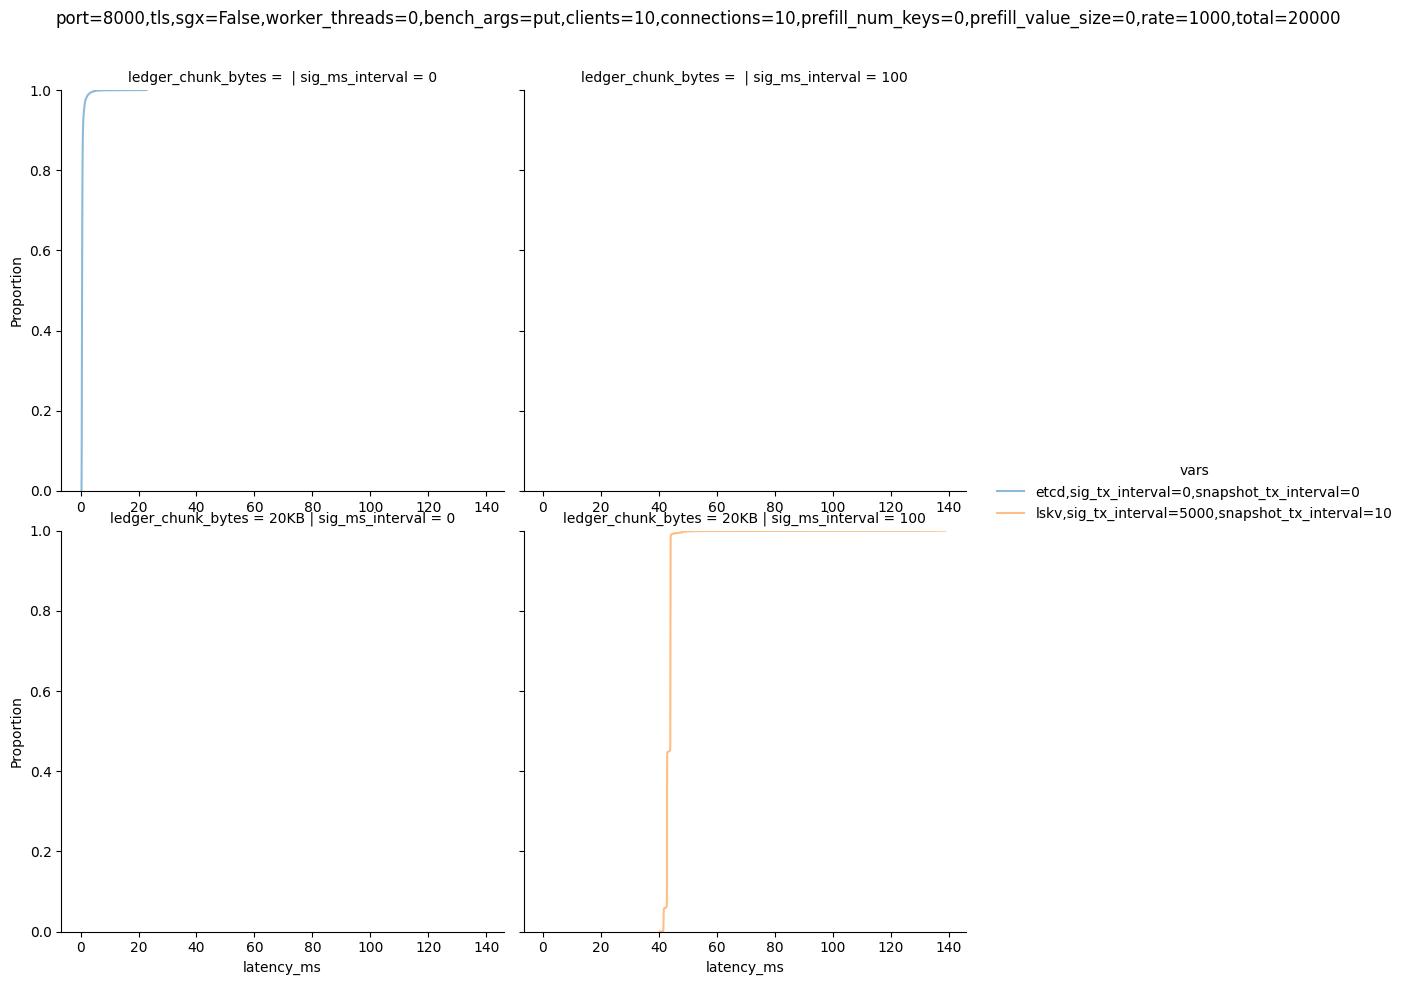 port=8000,tls,sgx=False,worker_threads=0,bench_args=put,clients=10,connections=10,prefill_num_keys=0,prefill_value_size=0,rate=1000,total=20000
ledger_chunk_bytes =  | sig_ms_interval = 0
ledger_chunk_bytes =  | sig_ms_interval = 100
1.0
0.8
0.6
0.4
0.2
0.0
Proportion
0 20 40 60 80 100 120 140
0 20 40 60 80 100 120 140
ledger_chunk_bytes = 20KB | sig_ms_interval = 0
ledger_chunk_bytes = 20KB | sig_ms_interval = 100
1.0
0.8
0.6
0.4
0.2
0.0
Proportion
0 20 40 60 80 100 120 140
latency_ms
0 20 40 60 80 100 120 140
latency_ms
vars
etcd,sig_tx_interval=0,snapshot_tx_interval=0
lskv,sig_tx_interval=5000,snapshot_tx_interval=10